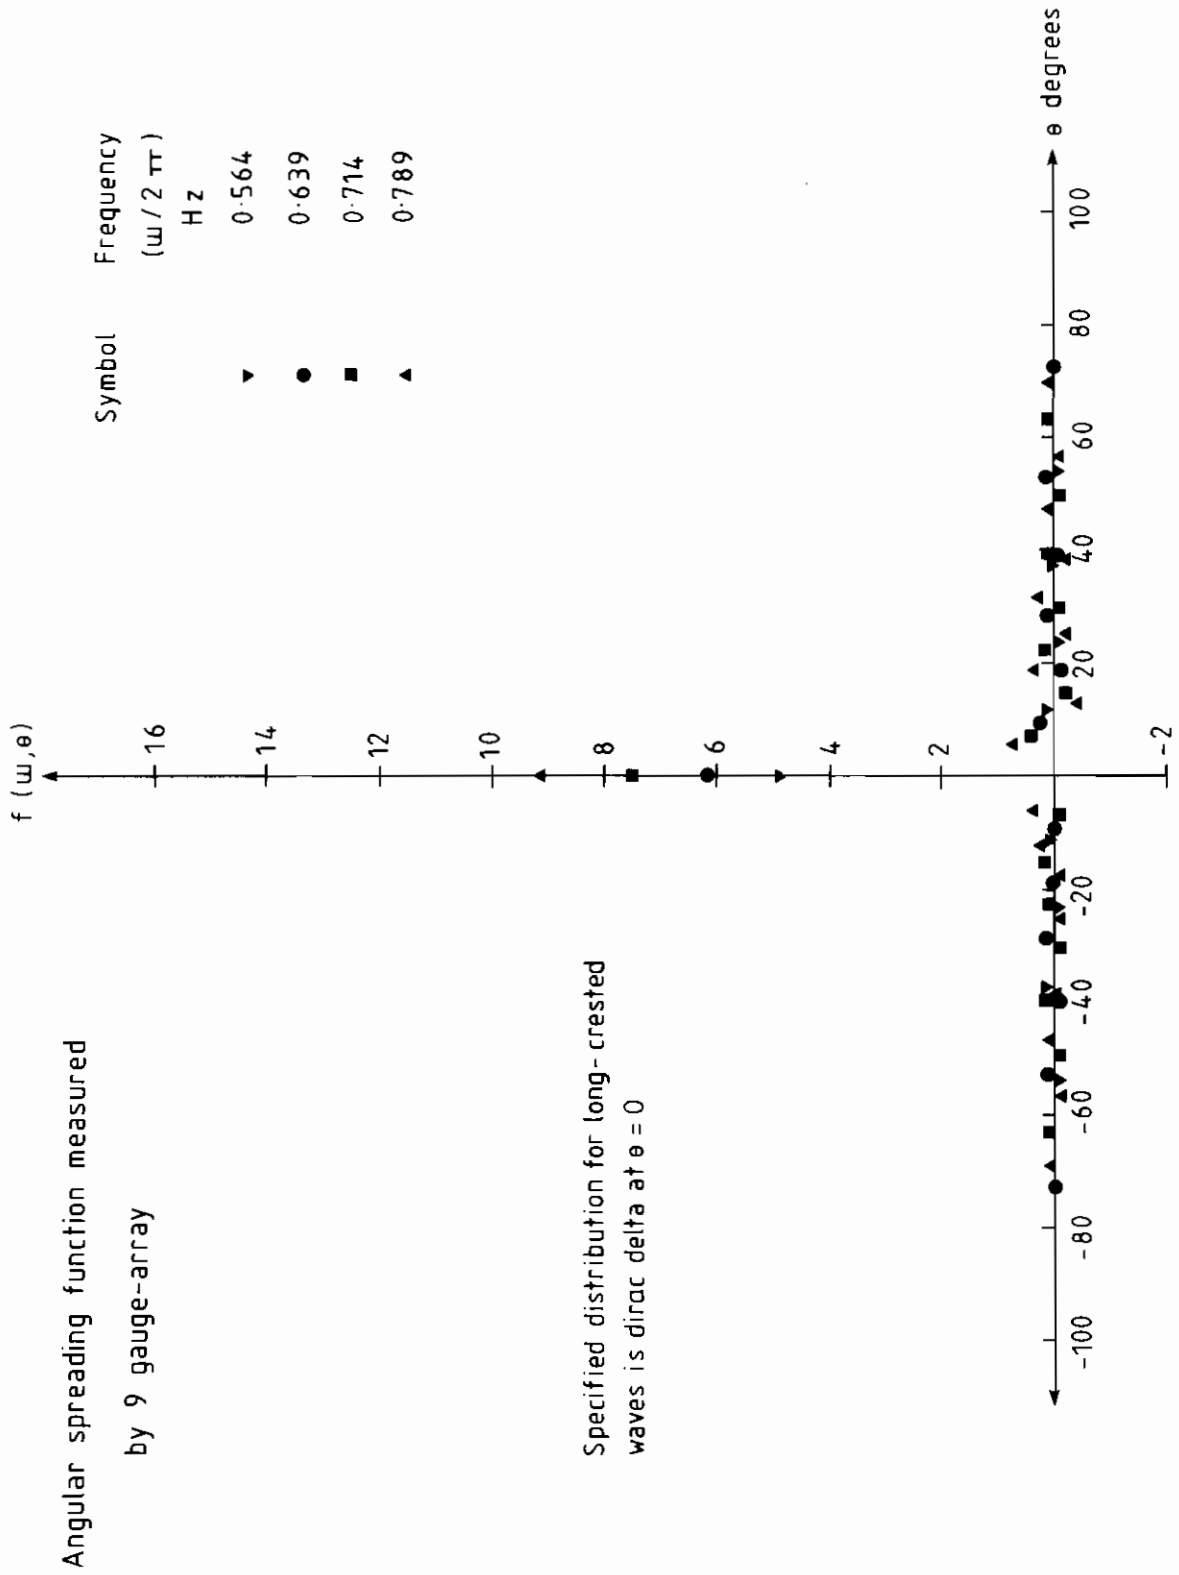 Angular spreading function measured
by 9 gauge-array
f (ω,θ)
Symbol Frequency
(ω/2 π)
Hz
▼ 0·564
● 0·639
■ 0·714
▲ 0·789
16
14
12
10
8
6
4
2
-2
Specified distribution for long-crested
waves is dirac delta at θ = 0
-100 -80 -60 -40 -20 20 40 60 80 100 θ degrees